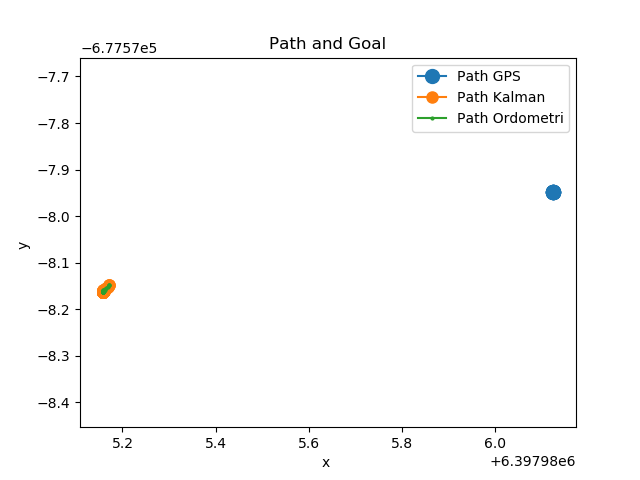 Path and Goal
−6.7757e5
Path GPS
Path Kalman
Path Ordometri
−7.7
−7.8
−7.9
−8.0
−8.1
−8.2
−8.3
−8.4
y
5.2
5.4
5.6
5.8
6.0
x
+6.39798e6